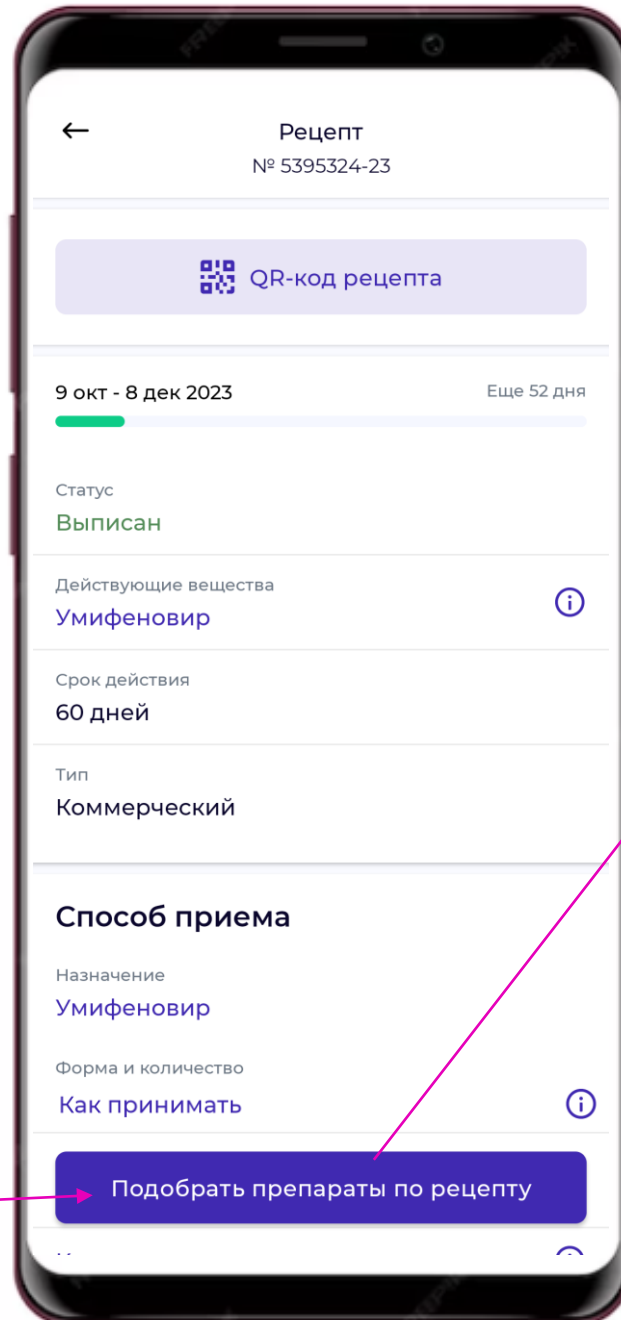 Рецепт
№ 5395324-23
QR-код рецепта
9 окт - 8 дек 2023
Еще 52 дня
Статус
Выписан
Действующие вещества
Умифеновир
Срок действия
60 дней
Тип
Коммерческий
Способ приема
Назначение
Умифеновир
Форма и количество
Как принимать
Подобрать препараты по рецепту